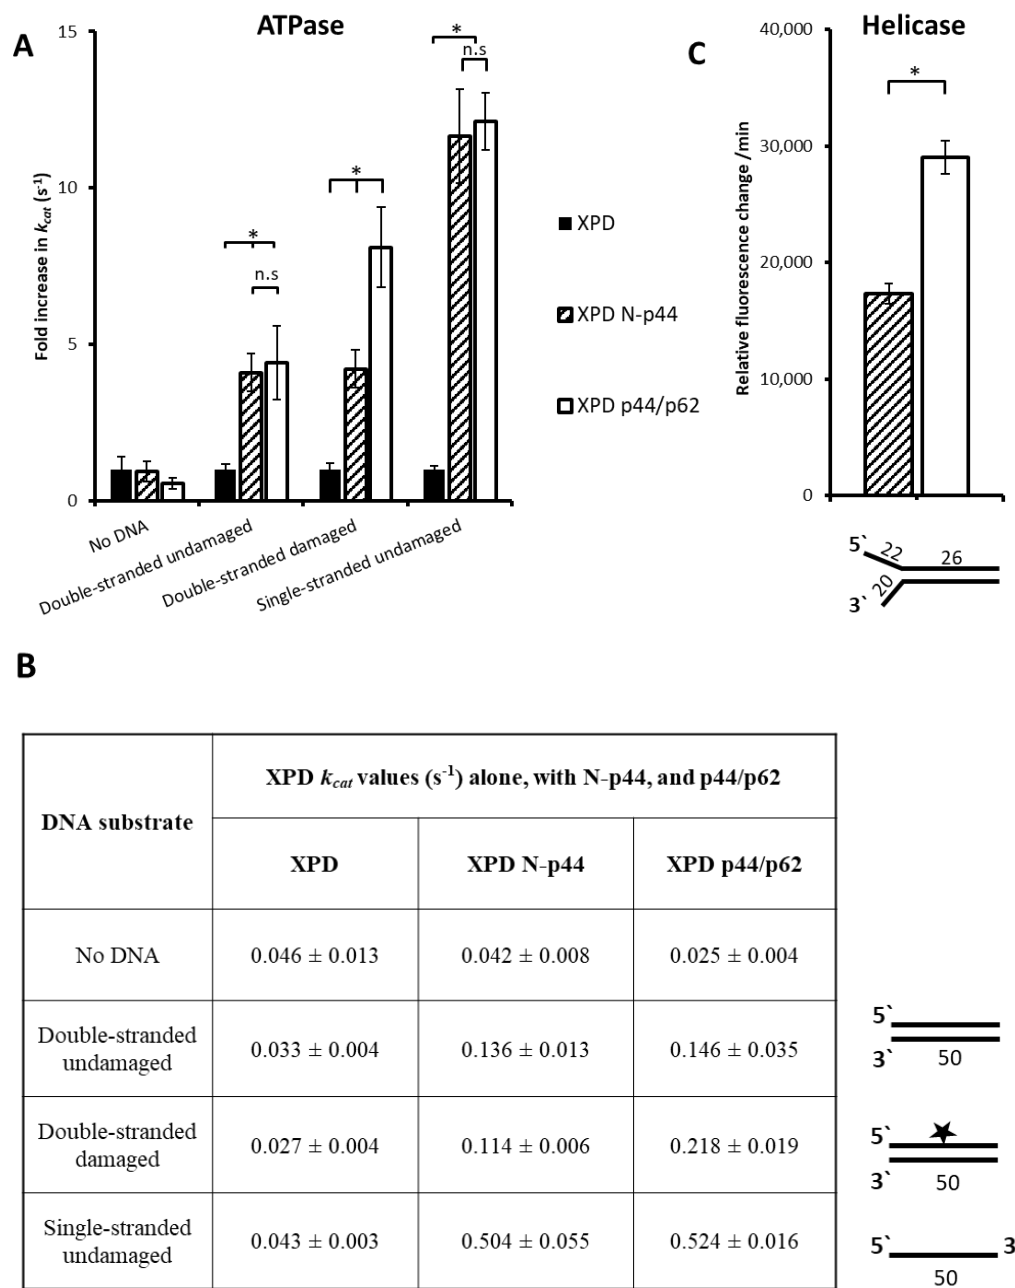 A
ATPase
Fold increase in kcat (s-1)
15
10
5
0
*
n.s
*
*
n.s
No DNA
Double-stranded undamaged
Double-stranded damaged
Single-stranded undamaged
XPD
XPD N-p44
XPD p44/p62
C
Helicase
Relative fluorescence change /min
40,000
30,000
20,000
10,000
0
*
5`
22
26
20
3`
B
DNA substrate
XPD kcat values (s-1) alone, with N-p44, and p44/p62
XPD
XPD N-p44
XPD p44/p62
No DNA
0.046 ± 0.013
0.042 ± 0.008
0.025 ± 0.004
Double-stranded
undamaged
0.033 ± 0.004
0.136 ± 0.013
0.146 ± 0.035
5`
3`
50
Double-stranded
damaged
0.027 ± 0.004
0.114 ± 0.006
0.218 ± 0.019
5`
3`
50
Single-stranded
undamaged
0.043 ± 0.003
0.504 ± 0.055
0.524 ± 0.016
5`
3
50